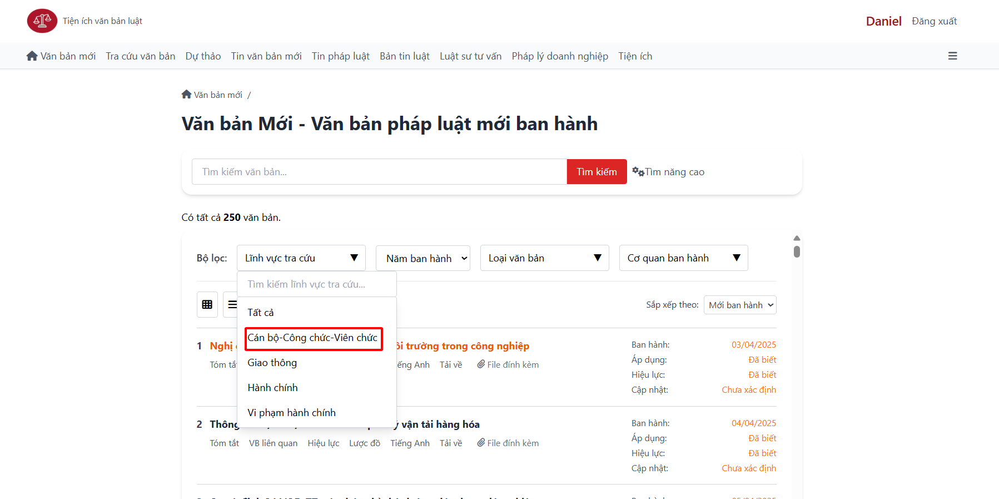 Tiện ích văn bản luật
Daniel Đăng xuất
Văn bản mới Tra cứu văn bản Dự thảo Tin văn bản mới Tin pháp luật Bản tin luật Luật sư tư vấn Pháp lý doanh nghiệp Tiện ích
Văn bản mới /
Văn bản Mới - Văn bản pháp luật mới ban hành
Tìm kiếm văn bản... Tìm kiếm Tìm năng cao
Có tất cả 250 văn bản.
Bộ lọc: Lĩnh vực tra cứu Năm ban hành Loại văn bản Cơ quan ban hành
Tìm kiếm lĩnh vực tra cứu...
Tất cả
Cán bộ-Công chức-Viên chức
Giao thông
Hành chính
Vi phạm hành chính
Sắp xếp theo: Mới ban hành
1 Nghị trường trong công nghiệp
Tóm Anh Tải về File đính kèm
Ban hành: 03/04/2025
Áp dụng: Đã biết
Hiệu lực: Đã biết
Cập nhật: Chưa xác định
2 Thông vận tải hàng hóa
Tóm tắt VB liên quan Hiệu lực Lược đồ Tiếng Anh Tải về File đính kèm
Ban hành: 04/04/2025
Áp dụng: Đã biết
Hiệu lực: Đã biết
Cập nhật: Chưa xác định